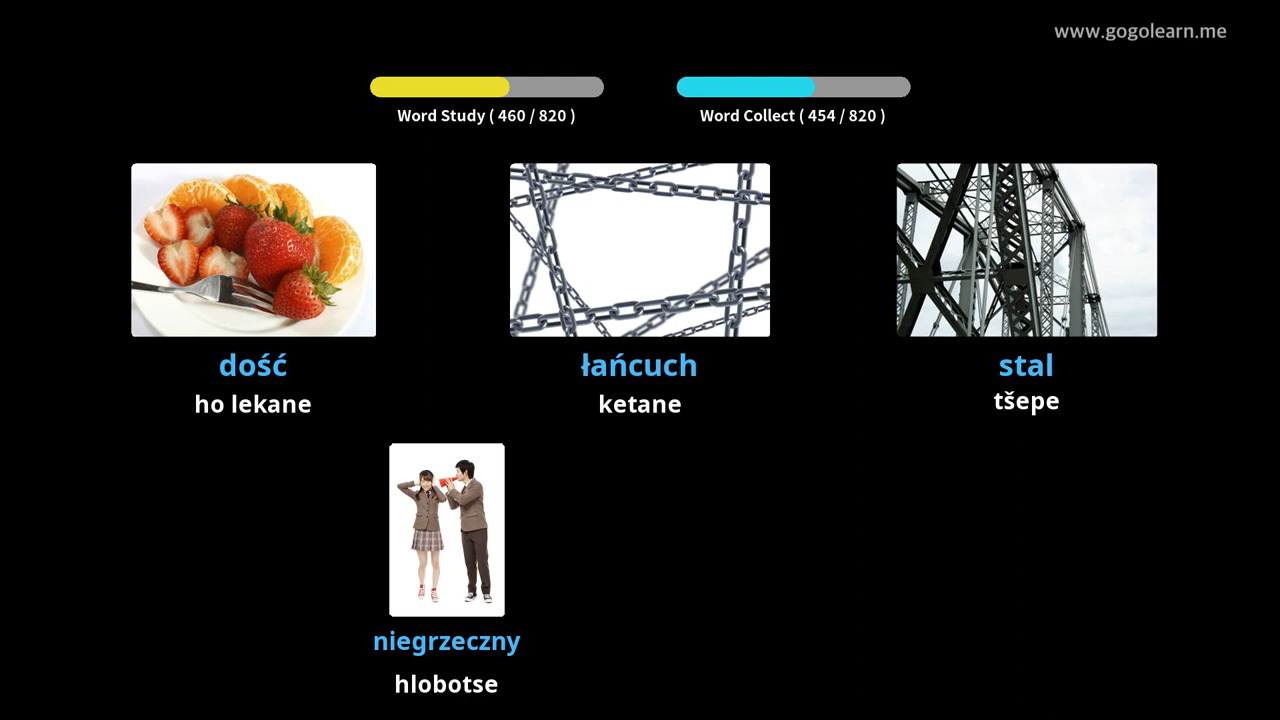 www.gogolearn.me
Word Study ( 460 / 820 )
Word Collect ( 454 / 820 )
dość
ho lekane
łańcuch
ketane
stal
tšepe
niegrzeczny
hlobotse